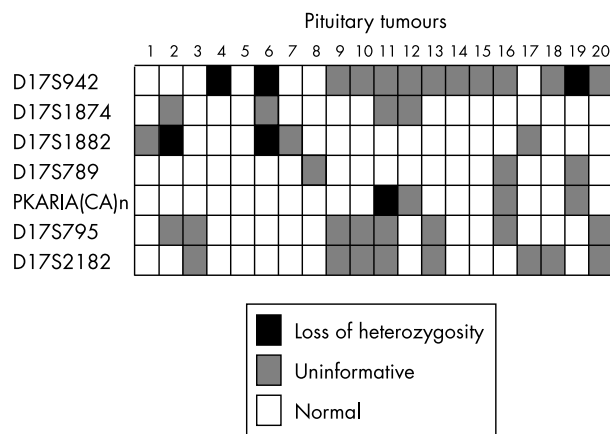 Pituitary tumours
1 2 3 4 5 6 7 8 9 10 11 12 13 14 15 16 17 18 19 20
D17S942
D17S1874
D17S1882
D17S789
PKARIA(CA)n
D17S795
D17S2182
Loss of heterozygosity
Uninformative
Normal